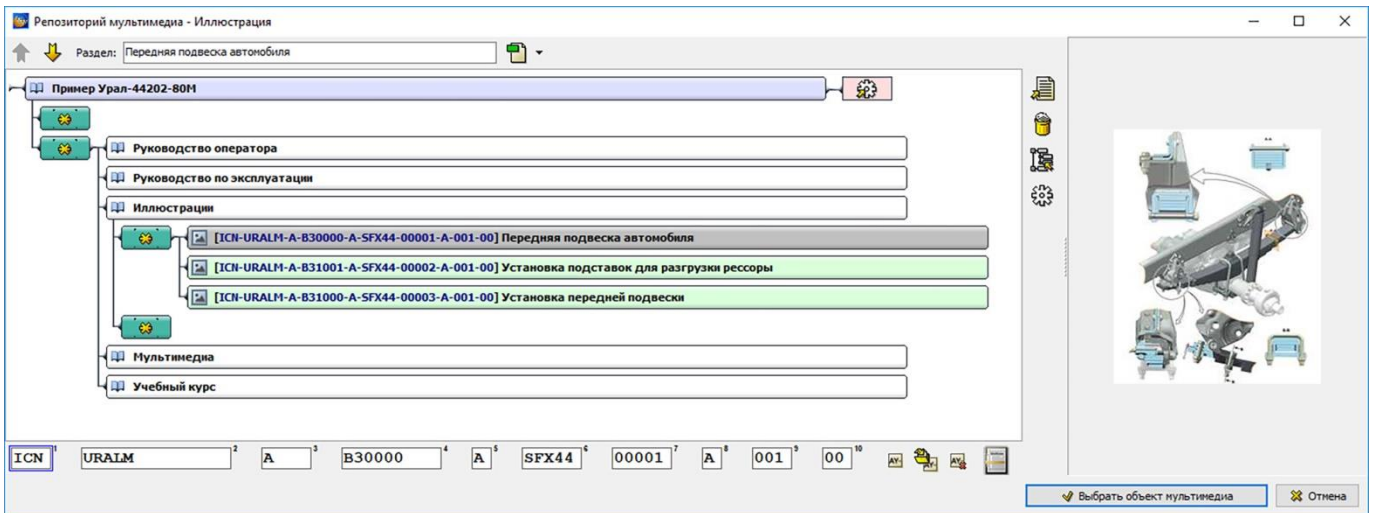 Репозиторий мультимедиа - Иллюстрация
Раздел: Передняя подвеска автомобиля
Пример Урал-44202-80М
Руководство оператора
Руководство по эксплуатации
Иллюстрации
[ICN-URALM-A-B30000-A-SFX44-00001-A-001-00] Передняя подвеска автомобиля
[ICN-URALM-A-B31001-A-SFX44-00002-A-001-00] Установка подставок для разгрузки рессоры
[ICN-URALM-A-B31000-A-SFX44-00003-A-001-00] Установка передней подвески
Мультимедиа
Учебный курс
ICN 1 URALM 2 A 3 B30000 4 A 5 SFX44 6 00001 7 A 8 001 9 00 10
Выбрать объект мультимедиа Отмена